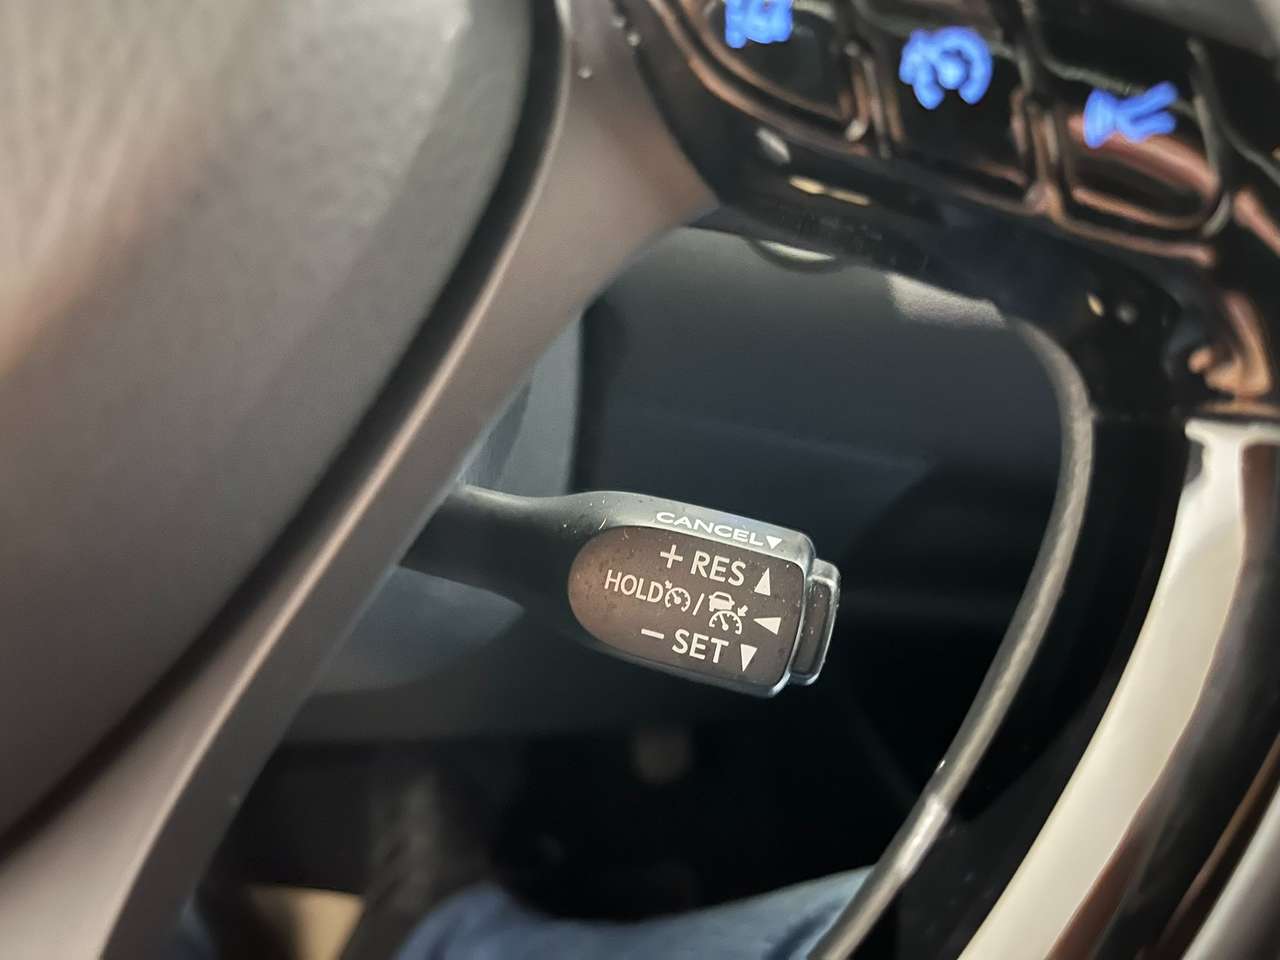 CANCEL▼
+ RES ▲
HOLD / ◀
− SET ▼